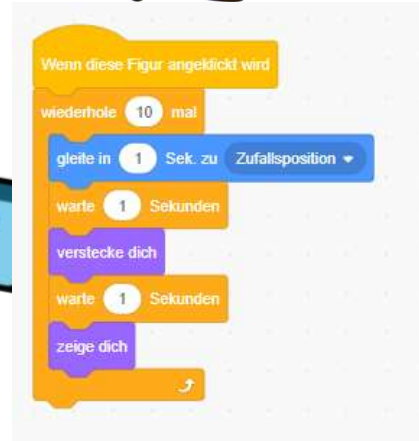 Wenn diese Figur angeklickt wird
wiederhole 10 mal
gleite in 1 Sek. zu Zufallsposition
warte 1 Sekunden
verstecke dich
warte 1 Sekunden
zeige dich